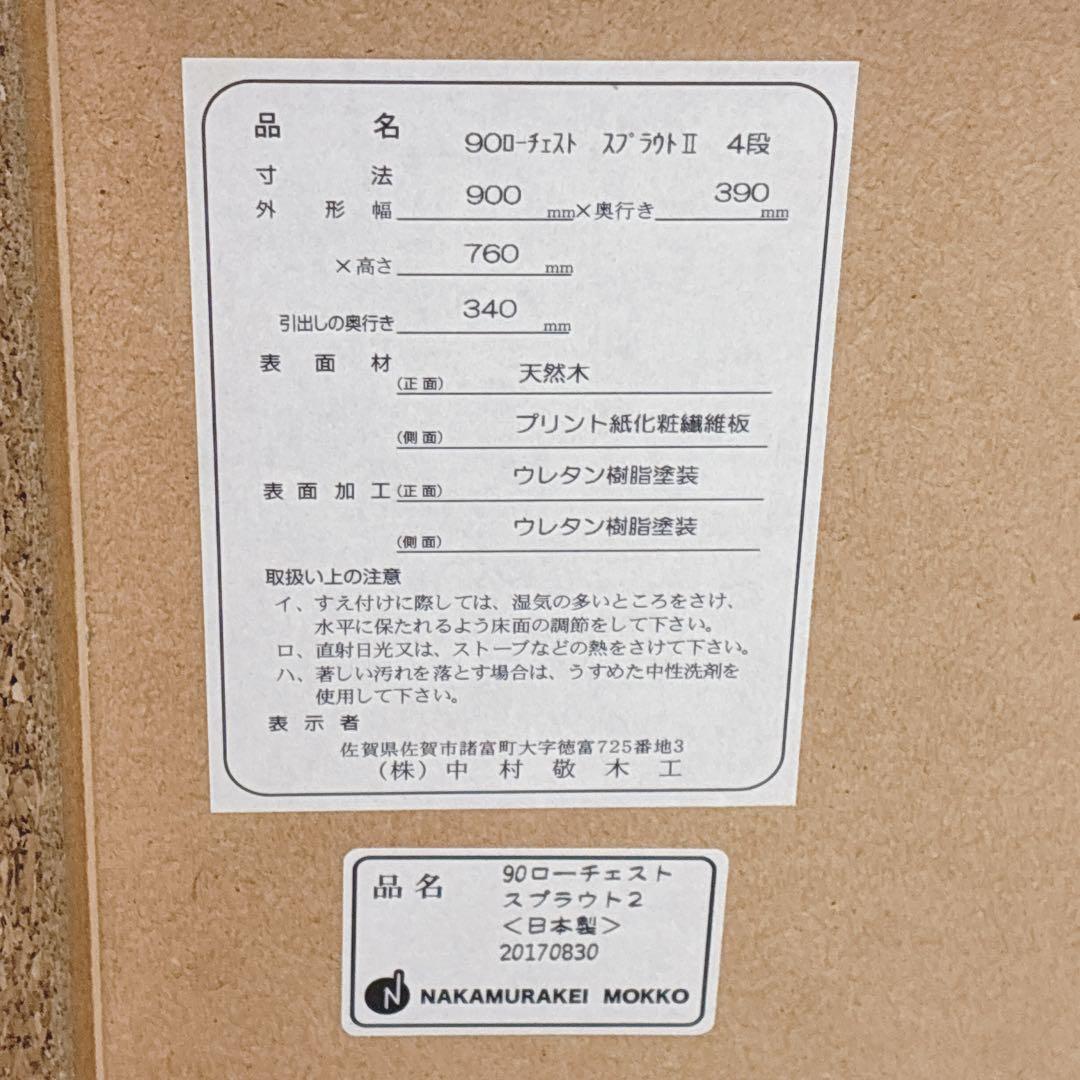 品名 90ﾛｰﾁｪｽﾄ ｽﾌﾟﾗｳﾄⅡ 4段
寸法
外形幅 900 mm×奥行き 390 mm
×高さ 760 mm
引出しの奥行き 340 mm
表面材 (正面) 天然木
(側面) プリント紙化粧繊維板
表面加工 (正面) ウレタン樹脂塗装
(側面) ウレタン樹脂塗装
取扱い上の注意
イ、すえ付けに際しては、湿気の多いところをさけ、
水平に保たれるよう床面の調節をして下さい。
ロ、直射日光又は、ストーブなどの熱をさけて下さい。
ハ、著しい汚れを落とす場合は、うすめた中性洗剤を
使用して下さい。
表示者
佐賀県佐賀市諸富町大字徳富725番地3
(株)中村敬木工
品名 90ローチェスト
スプラウト2
<日本製>
20170830
N NAKAMURAKEI MOKKO